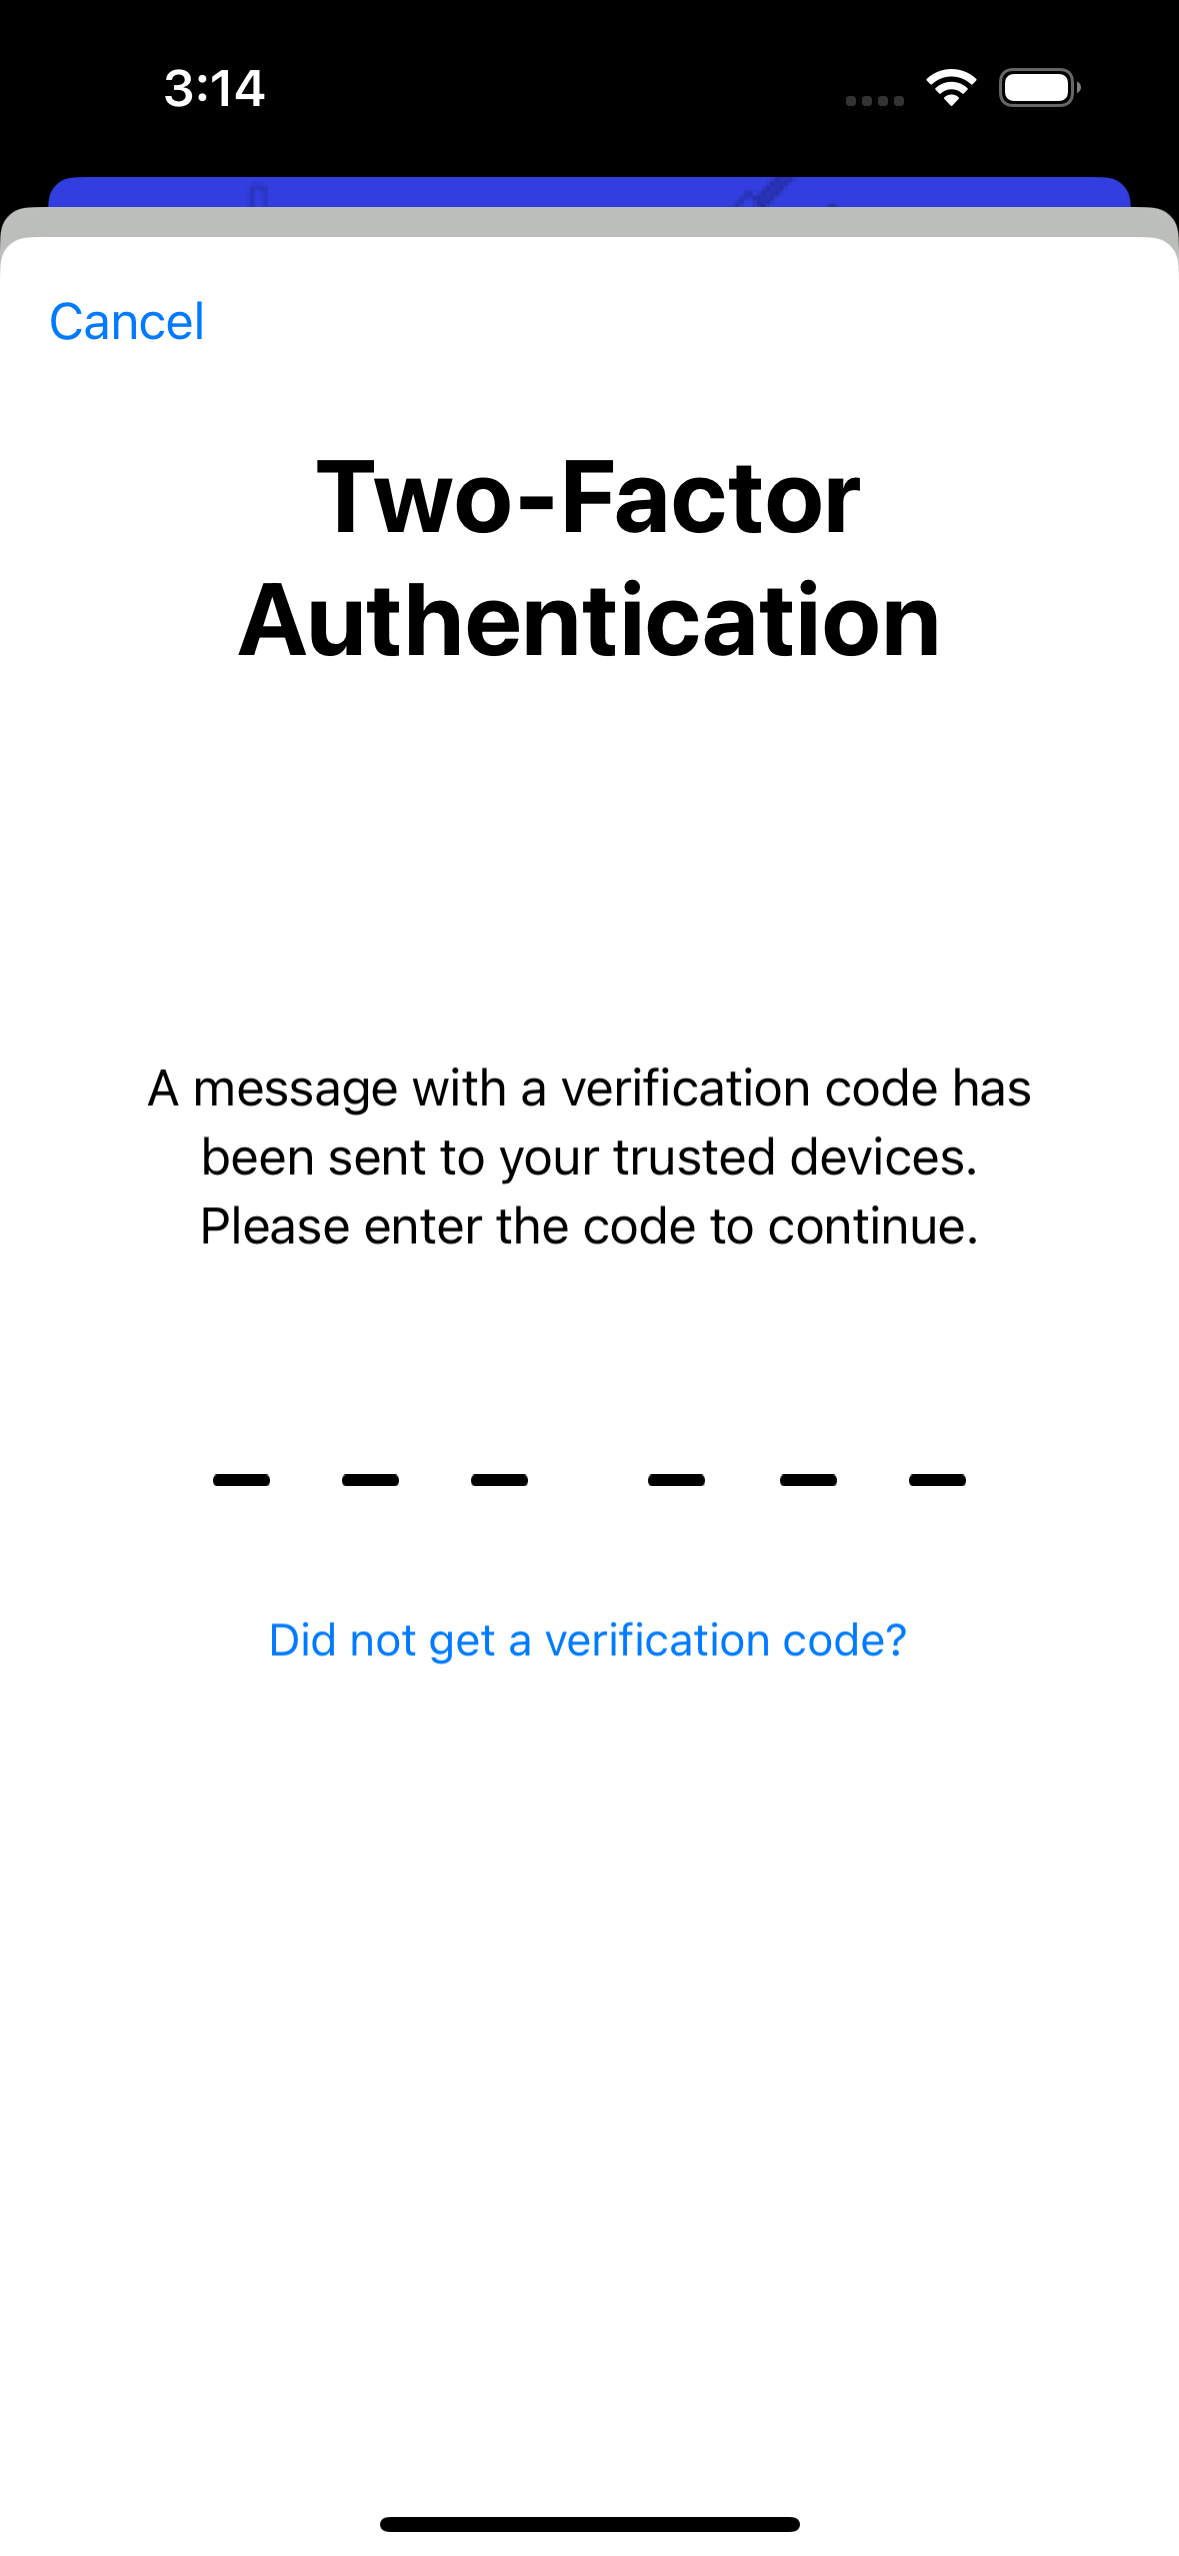 3:14
Cancel
Two-Factor
Authentication
A message with a verification code has
been sent to your trusted devices.
Please enter the code to continue.
Did not get a verification code?